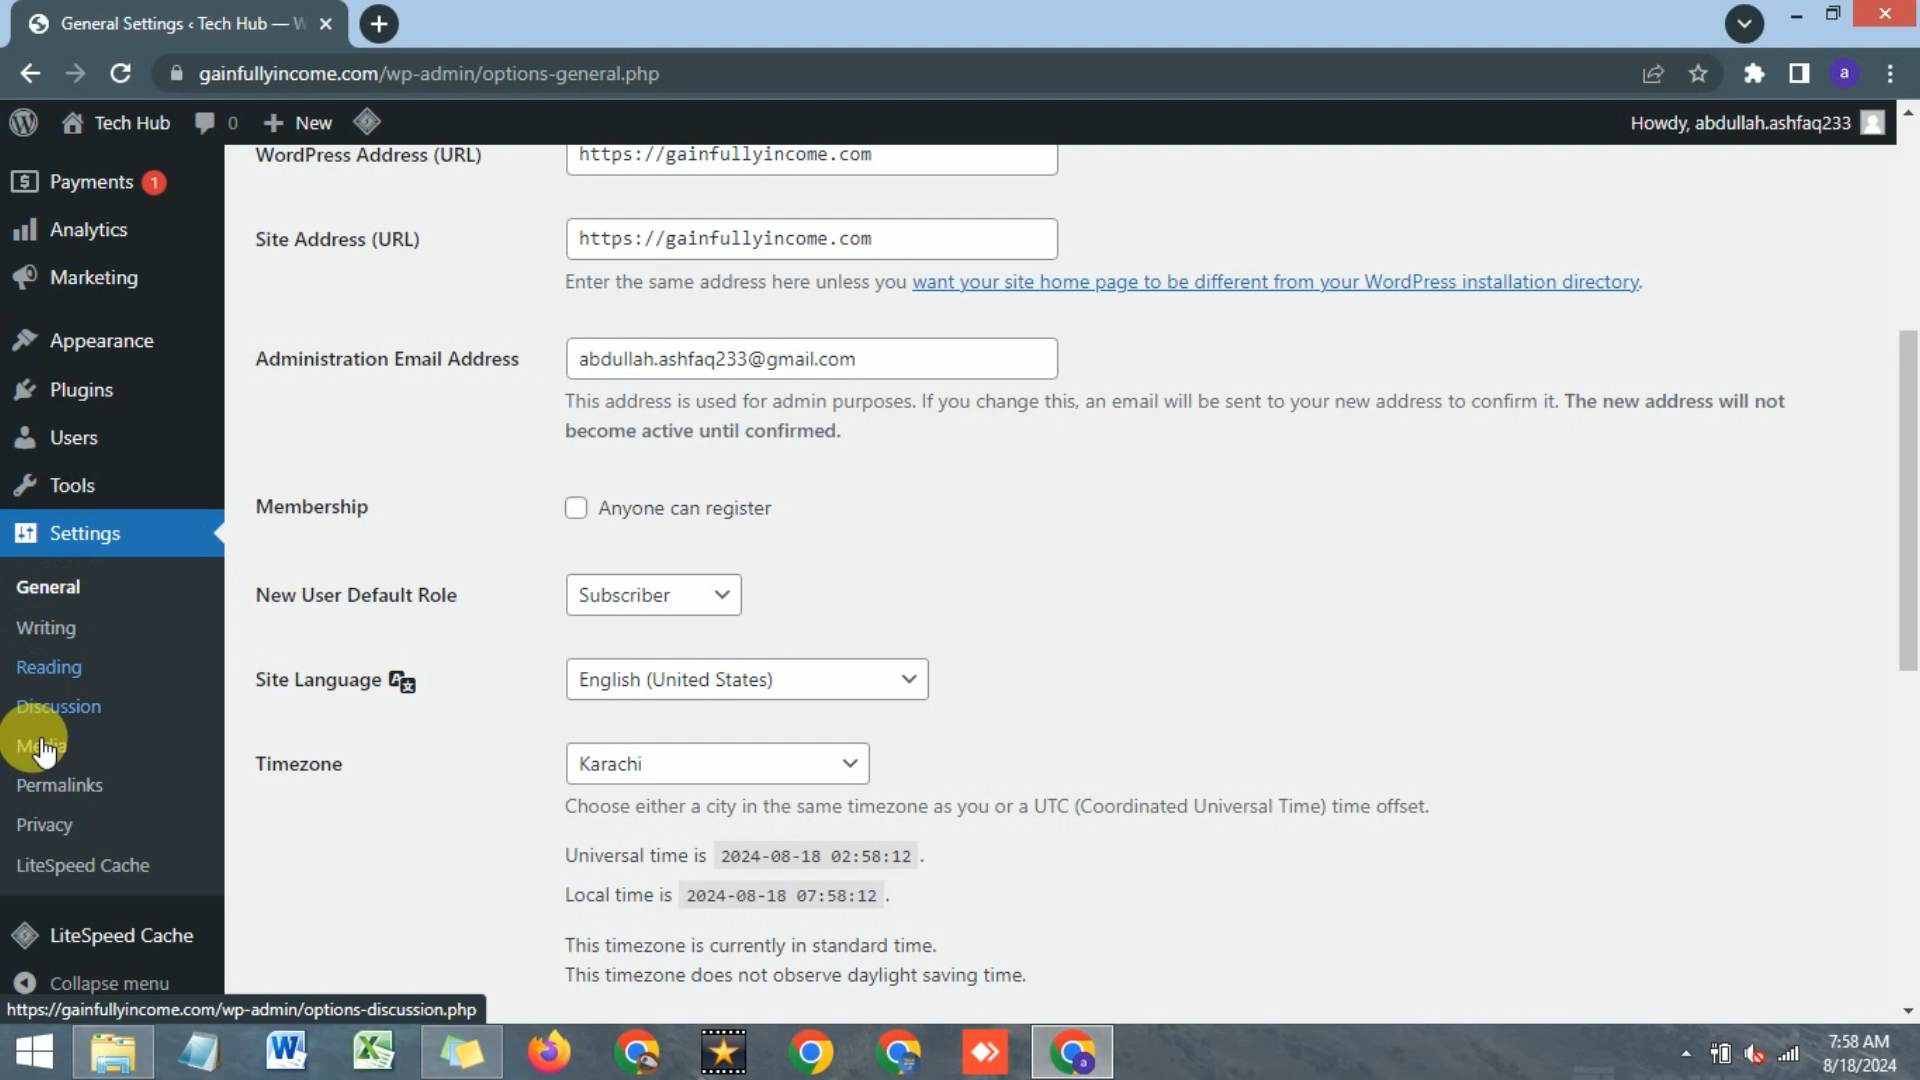 General Settings ‹ Tech Hub — W
gainfullyincome.com/wp-admin/options-general.php
a
Tech Hub
0
New
Howdy, abdullah.ashfaq233
Payments 1
Analytics
Marketing
Appearance
Plugins
Users
Tools
Settings
General
Writing
Reading
Discussion
Media
Permalinks
Privacy
LiteSpeed Cache
LiteSpeed Cache
Collapse menu
https://gainfullyincome.com/wp-admin/options-discussion.php
WordPress Address (URL)
https://gainfullyincome.com
Site Address (URL)
https://gainfullyincome.com
Enter the same address here unless you want your site home page to be different from your WordPress installation directory.
Administration Email Address
abdullah.ashfaq233@gmail.com
This address is used for admin purposes. If you change this, an email will be sent to your new address to confirm it. The new address will not
become active until confirmed.
Membership
Anyone can register
New User Default Role
Subscriber
Site Language
English (United States)
Timezone
Karachi
Choose either a city in the same timezone as you or a UTC (Coordinated Universal Time) time offset.
Universal time is 2024-08-18 02:58:12 .
Local time is 2024-08-18 07:58:12 .
This timezone is currently in standard time.
This timezone does not observe daylight saving time.
7:58 AM
8/18/2024